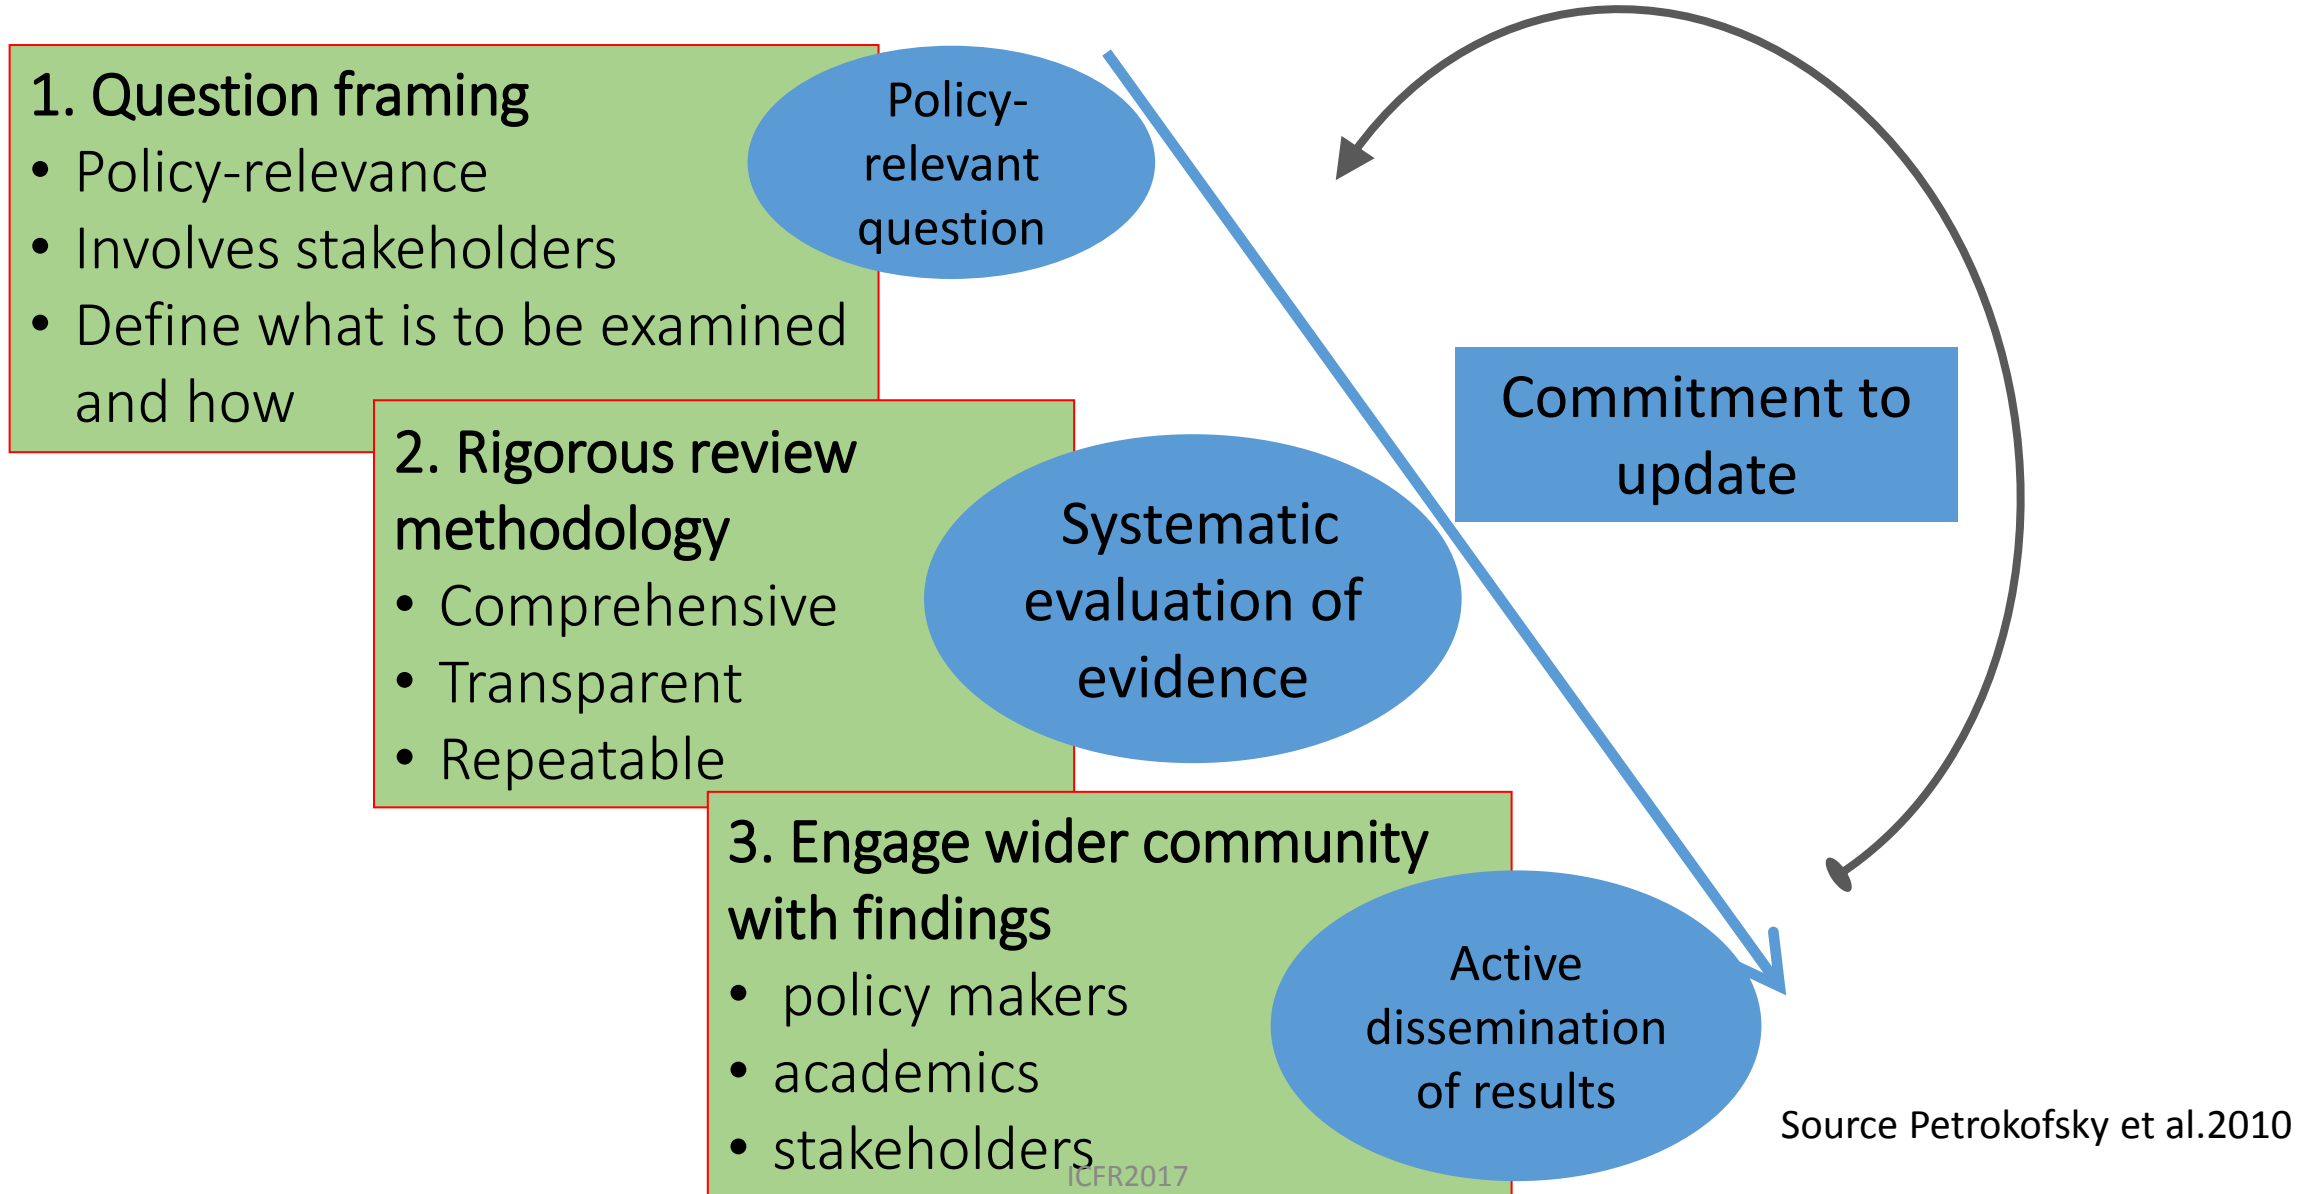 1. Question framing
• Policy-relevance
• Involves stakeholders
• Define what is to be examined
and how
Policy-
relevant
question
2. Rigorous review
methodology
• Comprehensive
• Transparent
• Repeatable
Systematic
evaluation of
evidence
Commitment to
update
3. Engage wider community
with findings
• policy makers
• academics
• stakeholders
Active
dissemination
of results
Source Petrokofsky et al.2010
ICFR2017